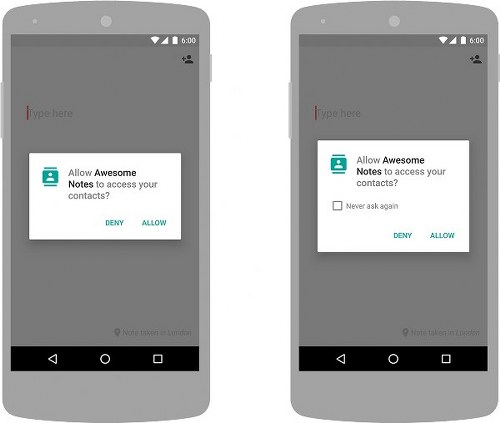 6:00
Type here
Allow Awesome
Notes to access your
contacts?
DENY ALLOW
Note taken in London
6:00
Type here
Allow Awesome
Notes to access your
contacts?
Never ask again
DENY ALLOW
Note taken in London